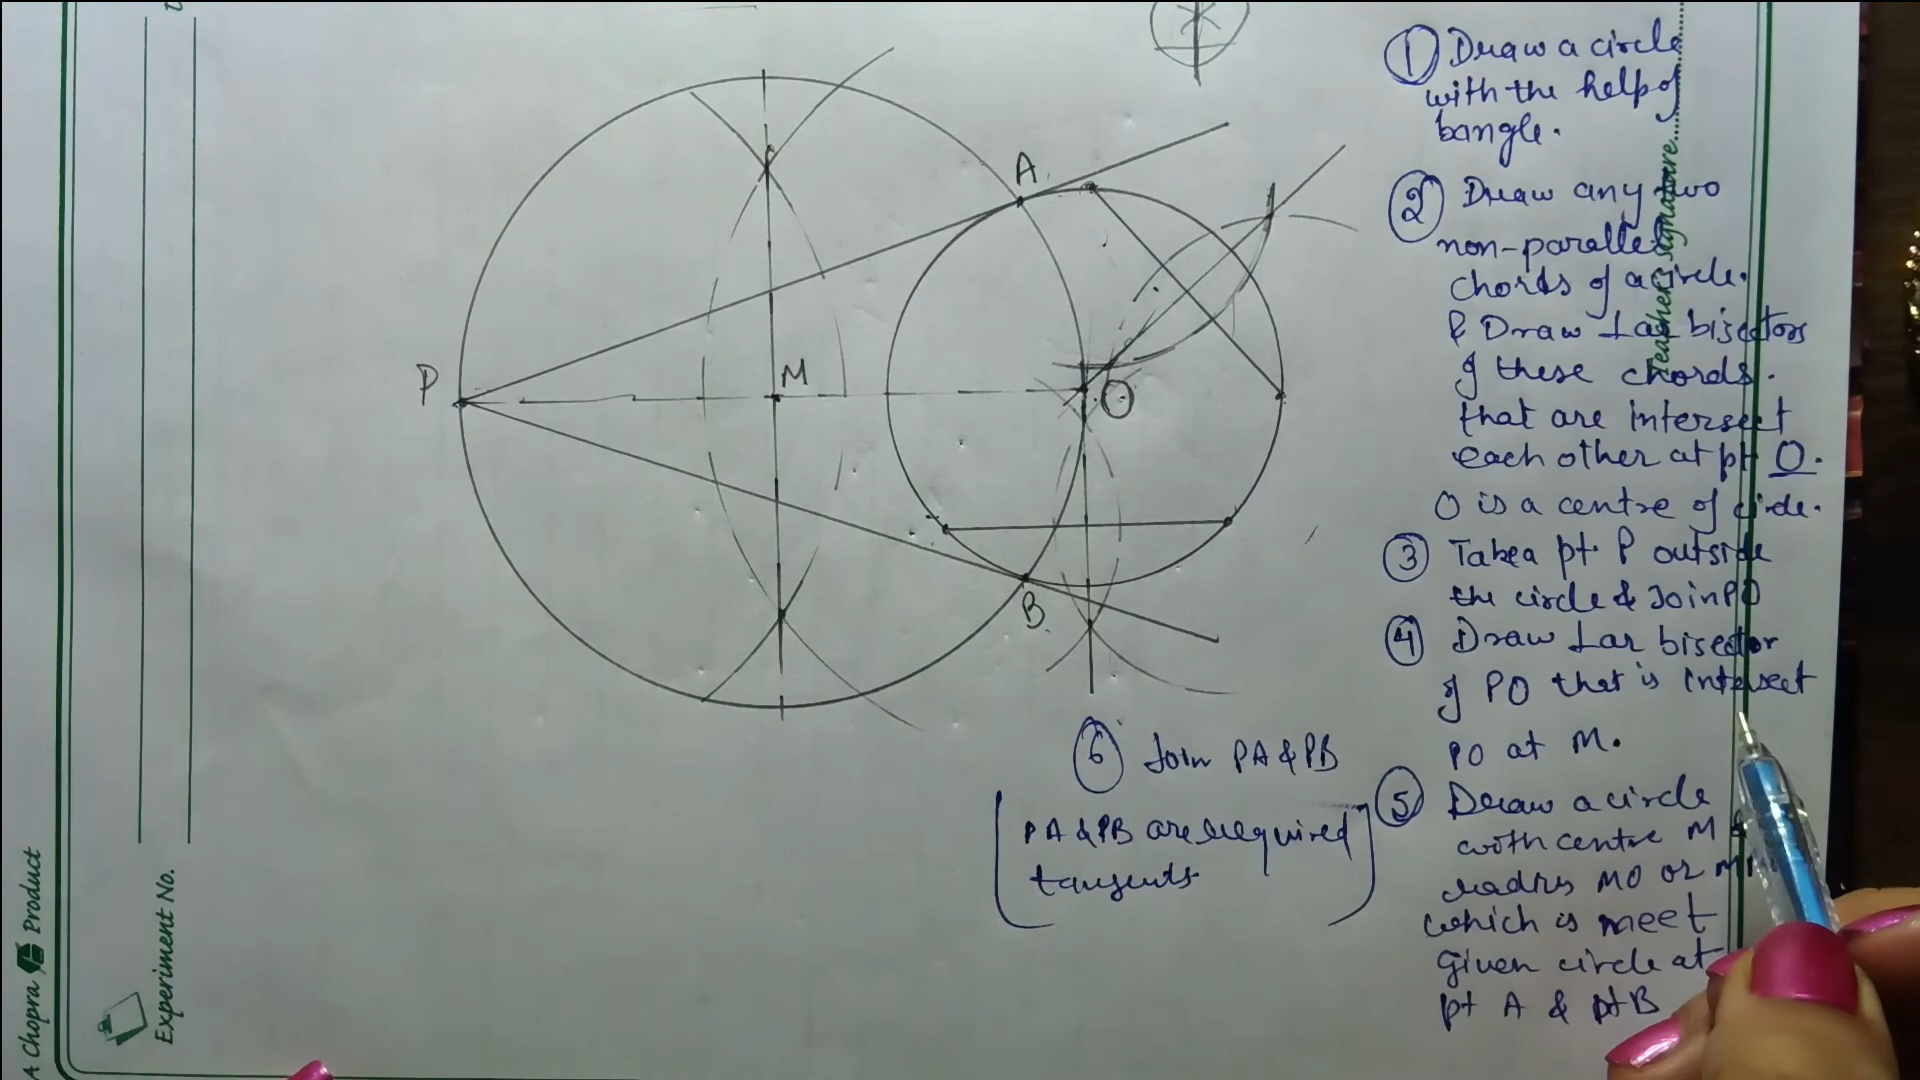 ① Draw a circle
with the help of
bangle.
② Draw any two
non-parallel
chords of a circle.
& Draw ⊥ar bisectors
of these chords.
that are intersect
each other at pt O.
O is a centre of circle.
③ Take a pt. P outside
the circle & Join PO
④ Draw ⊥ar bisector
of PO that is intersect
PO at M.
⑤ Draw a circle
with centre M &
radius MO or
which is meet
given circle at
pt A & pt B
⑥ Join PA & PB
PA & PB are required
tangents
P
M
A
O
B
Teacher's Signature
Experiment No.
A Chopra Product